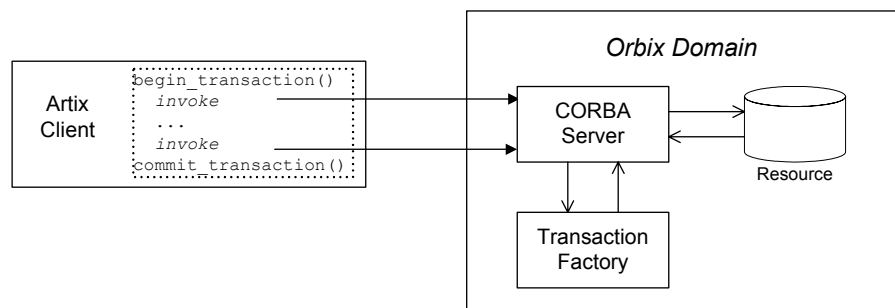 Orbix Domain
Artix
Client
begin_transaction()
invoke
...
invoke
commit_transaction()
CORBA
Server
Resource
Transaction
Factory